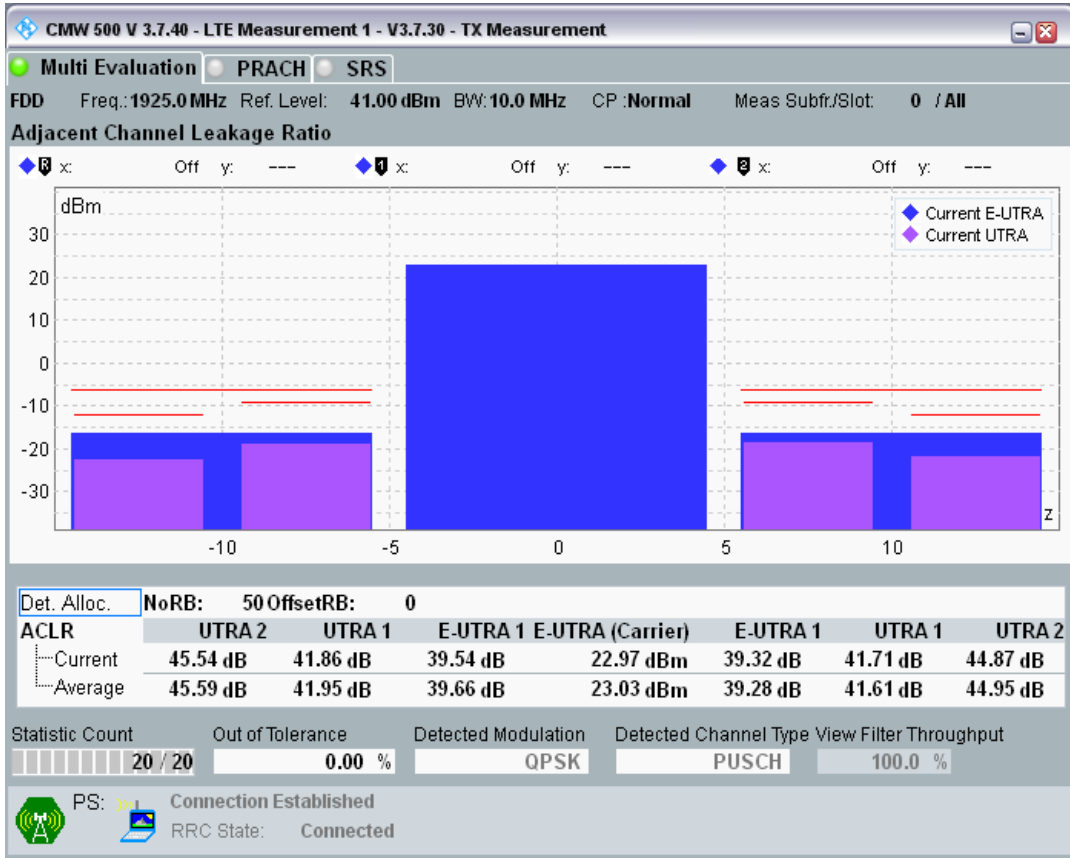 CMW 500 V 3.7.40 - LTE Measurement 1 - V3.7.30 - TX Measurement
Multi Evaluation PRACH SRS
FDD Freq.: 1925.0 MHz Ref. Level: 41.00 dBm BW: 10.0 MHz CP :Normal Meas Subfr./Slot: 0 / All
Adjacent Channel Leakage Ratio
R x: Off y: --- 1 x: Off y: --- 2 x: Off y: ---
dBm
Current E-UTRA
Current UTRA
30
20
10
0
-10
-20
-30
z
-10 -5 0 5 10
Det. Alloc. NoRB: 50 OffsetRB: 0
ACLR UTRA 2 UTRA 1 E-UTRA 1 E-UTRA (Carrier) E-UTRA 1 UTRA 1 UTRA 2
Current 45.54 dB 41.86 dB 39.54 dB 22.97 dBm 39.32 dB 41.71 dB 44.87 dB
Average 45.59 dB 41.95 dB 39.66 dB 23.03 dBm 39.28 dB 41.61 dB 44.95 dB
Statistic Count Out of Tolerance Detected Modulation Detected Channel Type View Filter Throughput
20 / 20 0.00 % QPSK PUSCH 100.0 %
PS: Connection Established
RRC State: Connected